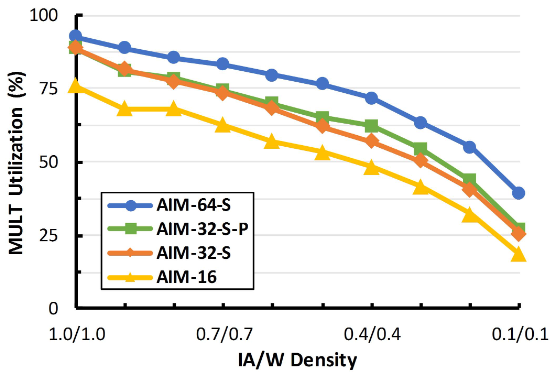 100
75
50
25
0
MULT Utilization (%)
AIM-64-S
AIM-32-S-P
AIM-32-S
AIM-16
1.0/1.0 0.7/0.7 0.4/0.4 0.1/0.1
IA/W Density